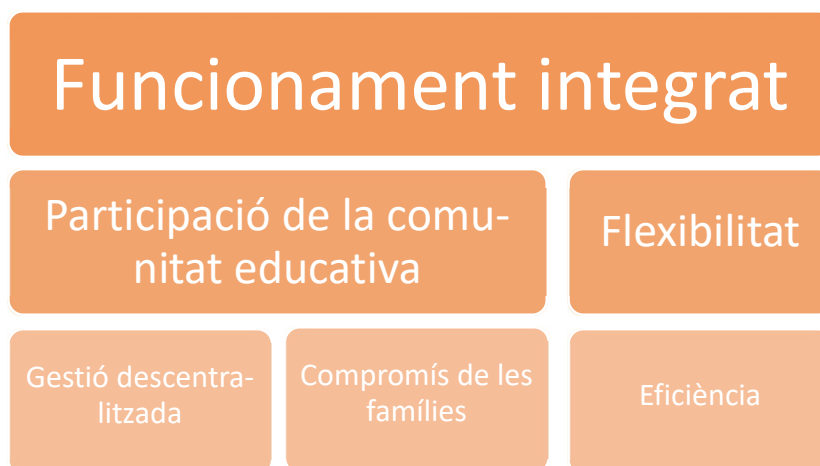 Funcionament integrat
Participació de la comu-
nitat educativa
Flexibilitat
Gestió descentra-
litzada
Compromís de les
famílies
Eficiència